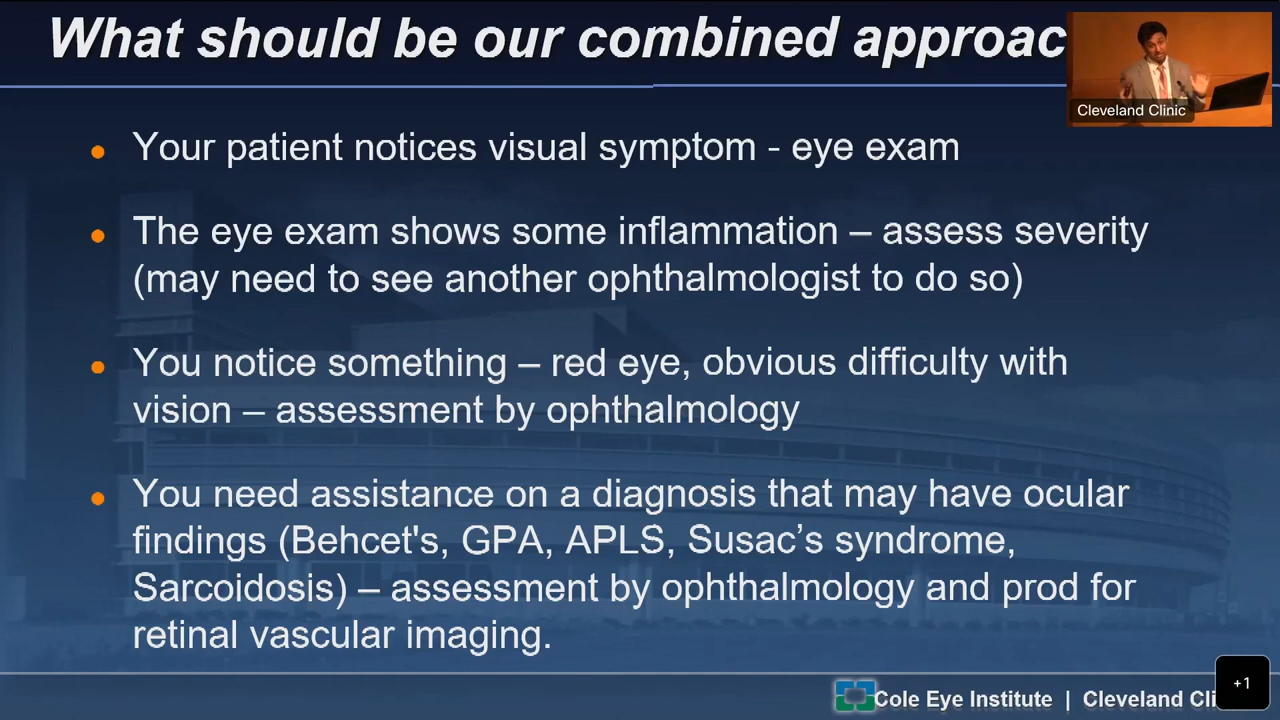 What should be our combined approac
Cleveland Clinic
Your patient notices visual symptom - eye exam
The eye exam shows some inflammation – assess severity
(may need to see another ophthalmologist to do so)
You notice something – red eye, obvious difficulty with
vision – assessment by ophthalmology
You need assistance on a diagnosis that may have ocular
findings (Behcet's, GPA, APLS, Susac’s syndrome,
Sarcoidosis) – assessment by ophthalmology and prod for
retinal vascular imaging.
Cole Eye Institute | Cleveland Cli
+1